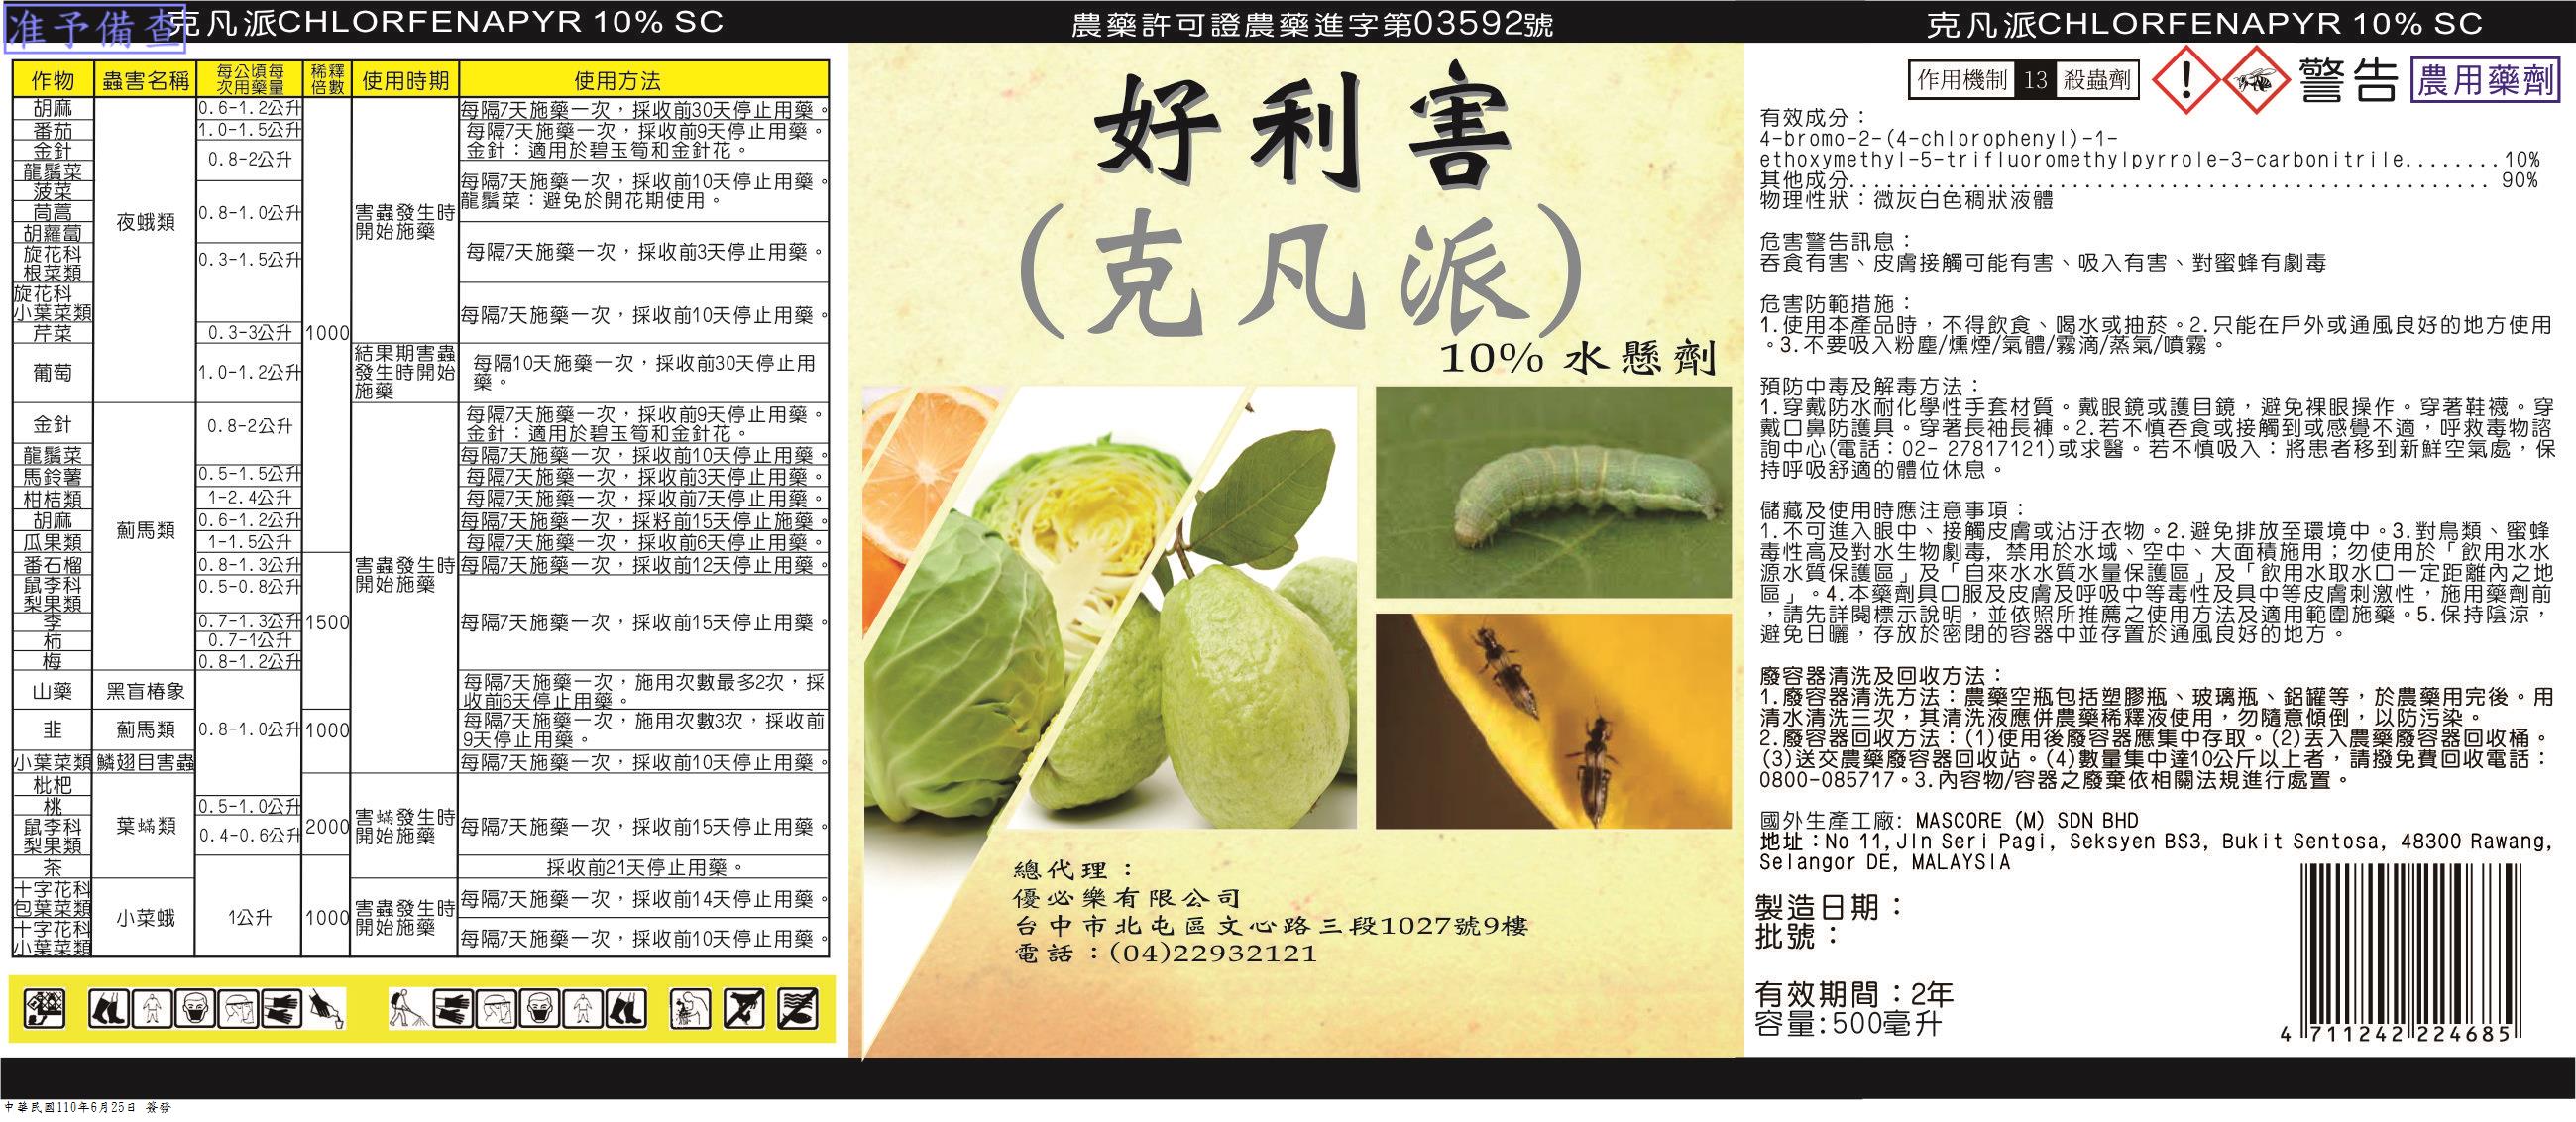 准予備查
克凡派CHLORFENAPYR 10% SC
作物 蟲害名稱 每公頃每次用藥量 稀釋倍數 使用時期 使用方法
胡麻 夜蛾類 0.6-1.2公升 1000 害蟲發生時開始施藥 每隔7天施藥一次，採收前30天停止用藥。
番茄 1.0-1.5公升 每隔7天施藥一次，採收前9天停止用藥。
金針 0.8-2公升 金針：適用於碧玉筍和金針花。
龍鬚菜 每隔7天施藥一次，採收前10天停止用藥。
菠菜 0.8-1.0公升 龍鬚菜：避免於開花期使用。
茼蒿
胡蘿蔔 每隔7天施藥一次，採收前3天停止用藥。
旋花科根菜類 0.3-1.5公升
旋花科小葉菜類 每隔7天施藥一次，採收前10天停止用藥。
芹菜 0.3-3公升
葡萄 1.0-1.2公升 結果期害蟲發生時開始施藥 每隔10天施藥一次，採收前30天停止用藥。
金針 薊馬類 0.8-2公升 害蟲發生時開始施藥 每隔7天施藥一次，採收前9天停止用藥。
金針：適用於碧玉筍和金針花。
龍鬚菜 每隔7天施藥一次，採收前10天停止用藥。
馬鈴薯 0.5-1.5公升 每隔7天施藥一次，採收前3天停止用藥。
柑桔類 1-2.4公升 每隔7天施藥一次，採收前7天停止用藥。
胡麻 0.6-1.2公升 每隔7天施藥一次，採籽前15天停止施藥。
瓜果類 1-1.5公升 每隔7天施藥一次，採收前6天停止用藥。
番石榴 0.8-1.3公升 1500 每隔7天施藥一次，採收前12天停止用藥。
鼠李科梨果類 0.5-0.8公升 每隔7天施藥一次，採收前15天停止用藥。
李 0.7-1.3公升
柿 0.7-1公升
梅 0.8-1.2公升
山藥 黑盲椿象 0.8-1.0公升 每隔7天施藥一次，施用次數最多2次，採收前6天停止用藥。
韭 薊馬類 1000 每隔7天施藥一次，施用次數3次，採收前9天停止用藥。
小葉菜類 鱗翅目害蟲 每隔7天施藥一次，採收前10天停止用藥。
枇杷 葉蟎類 2000 害蟎發生時開始施藥 每隔7天施藥一次，採收前15天停止用藥。
桃 0.5-1.0公升
鼠李科梨果類 0.4-0.6公升
茶 1公升 1000 採收前21天停止用藥。
十字花科包葉菜類 小菜蛾 害蟲發生時開始施藥 每隔7天施藥一次，採收前14天停止用藥。
十字花科小葉菜類 每隔7天施藥一次，採收前10天停止用藥。
中華民國110年6月25日 簽發
農藥許可證農藥進字第03592號
好利害
(克凡派)
10% 水懸劑
總代理：
優必樂有限公司
台中市北屯區文心路三段1027號9樓
電話：(04)22932121
克凡派CHLORFENAPYR 10% SC
作用機制 13 殺蟲劑 警告 農用藥劑
有效成分：
4-bromo-2-(4-chlorophenyl)-1-
ethoxymethyl-5-trifluoromethylpyrrole-3-carbonitrile........10%
其他成分.................................................... 90%
物理性狀：微灰白色稠狀液體
危害警告訊息：
吞食有害、皮膚接觸可能有害、吸入有害、對蜜蜂有劇毒
危害防範措施：
1.使用本產品時，不得飲食、喝水或抽菸。2.只能在戶外或通風良好的地方使用
。3.不要吸入粉塵/燻煙/氣體/霧滴/蒸氣/噴霧。
預防中毒及解毒方法：
1.穿戴防水耐化學性手套材質。戴眼鏡或護目鏡，避免裸眼操作。穿著鞋襪。穿
戴口鼻防護具。穿著長袖長褲。2.若不慎吞食或接觸到或感覺不適，呼救毒物諮
詢中心(電話：02- 27817121)或求醫。若不慎吸入：將患者移到新鮮空氣處，保
持呼吸舒適的體位休息。
儲藏及使用時應注意事項：
1.不可進入眼中、接觸皮膚或沾汙衣物。2.避免排放至環境中。3.對鳥類、蜜蜂
毒性高及對水生物劇毒, 禁用於水域、空中、大面積施用；勿使用於「飲用水水
源水質保護區」及「自來水水質水量保護區」及「飲用水取水口一定距離內之地
區」。4.本藥劑具口服及皮膚及呼吸中等毒性及具中等皮膚刺激性，施用藥劑前
，請先詳閱標示說明，並依照所推薦之使用方法及適用範圍施藥。5.保持陰涼，
避免日曬，存放於密閉的容器中並存置於通風良好的地方。
廢容器清洗及回收方法：
1.廢容器清洗方法：農藥空瓶包括塑膠瓶、玻璃瓶、鋁罐等，於農藥用完後。用
清水清洗三次，其清洗液應併農藥稀釋液使用，勿隨意傾倒，以防污染。
2.廢容器回收方法：(1)使用後廢容器應集中存取。(2)丟入農藥廢容器回收桶。
(3)送交農藥廢容器回收站。(4)數量集中達10公斤以上者，請撥免費回收電話：
0800-085717。3.內容物/容器之廢棄依相關法規進行處置。
國外生產工廠: MASCORE (M) SDN BHD
地址：No 11,Jln Seri Pagi, Seksyen BS3, Bukit Sentosa, 48300 Rawang,
Selangor DE, MALAYSIA
製造日期：
批號：
有效期間：2年
容量:500毫升
4 711242 224685